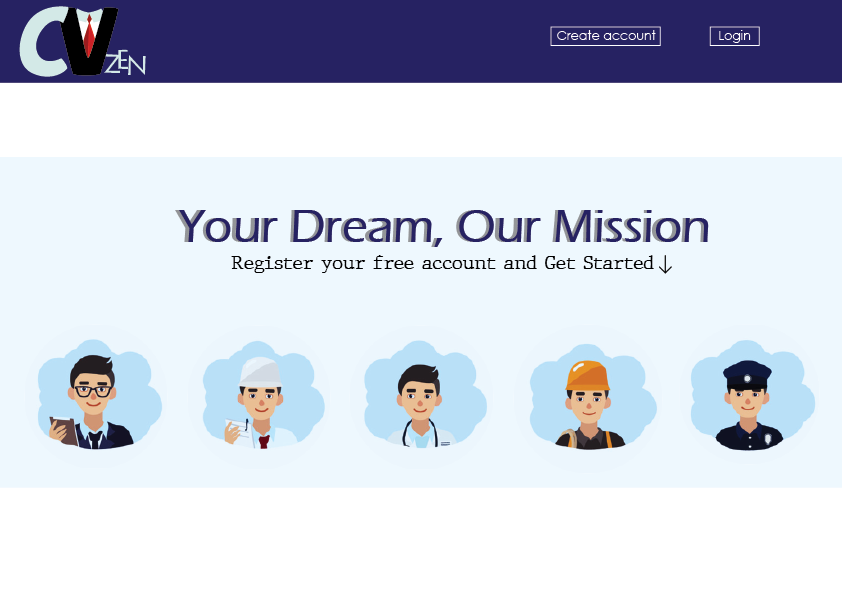 CV ZEN
Create account
Login
Your Dream, Our Mission
Register your free account and Get Started↓